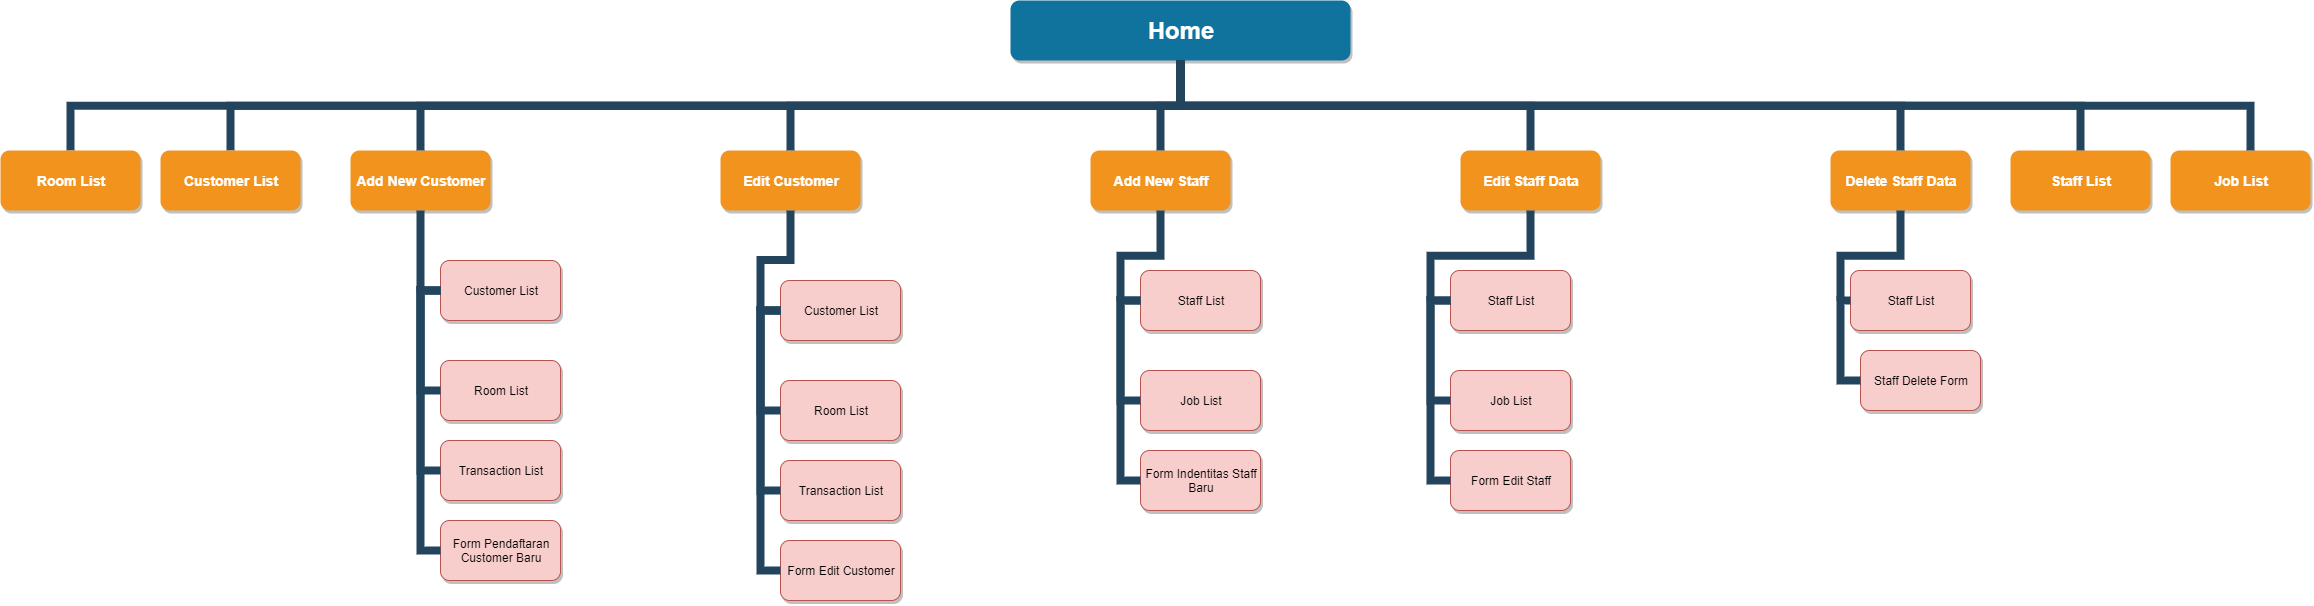 Home
Room List
Customer List
Add New Customer
Edit Customer
Add New Staff
Edit Staff Data
Delete Staff Data
Staff List
Job List
Customer List
Room List
Transaction List
Form Pendaftaran
Customer Baru
Customer List
Room List
Transaction List
Form Edit Customer
Staff List
Job List
Form Indentitas Staff
Baru
Staff List
Job List
Form Edit Staff
Staff List
Staff Delete Form